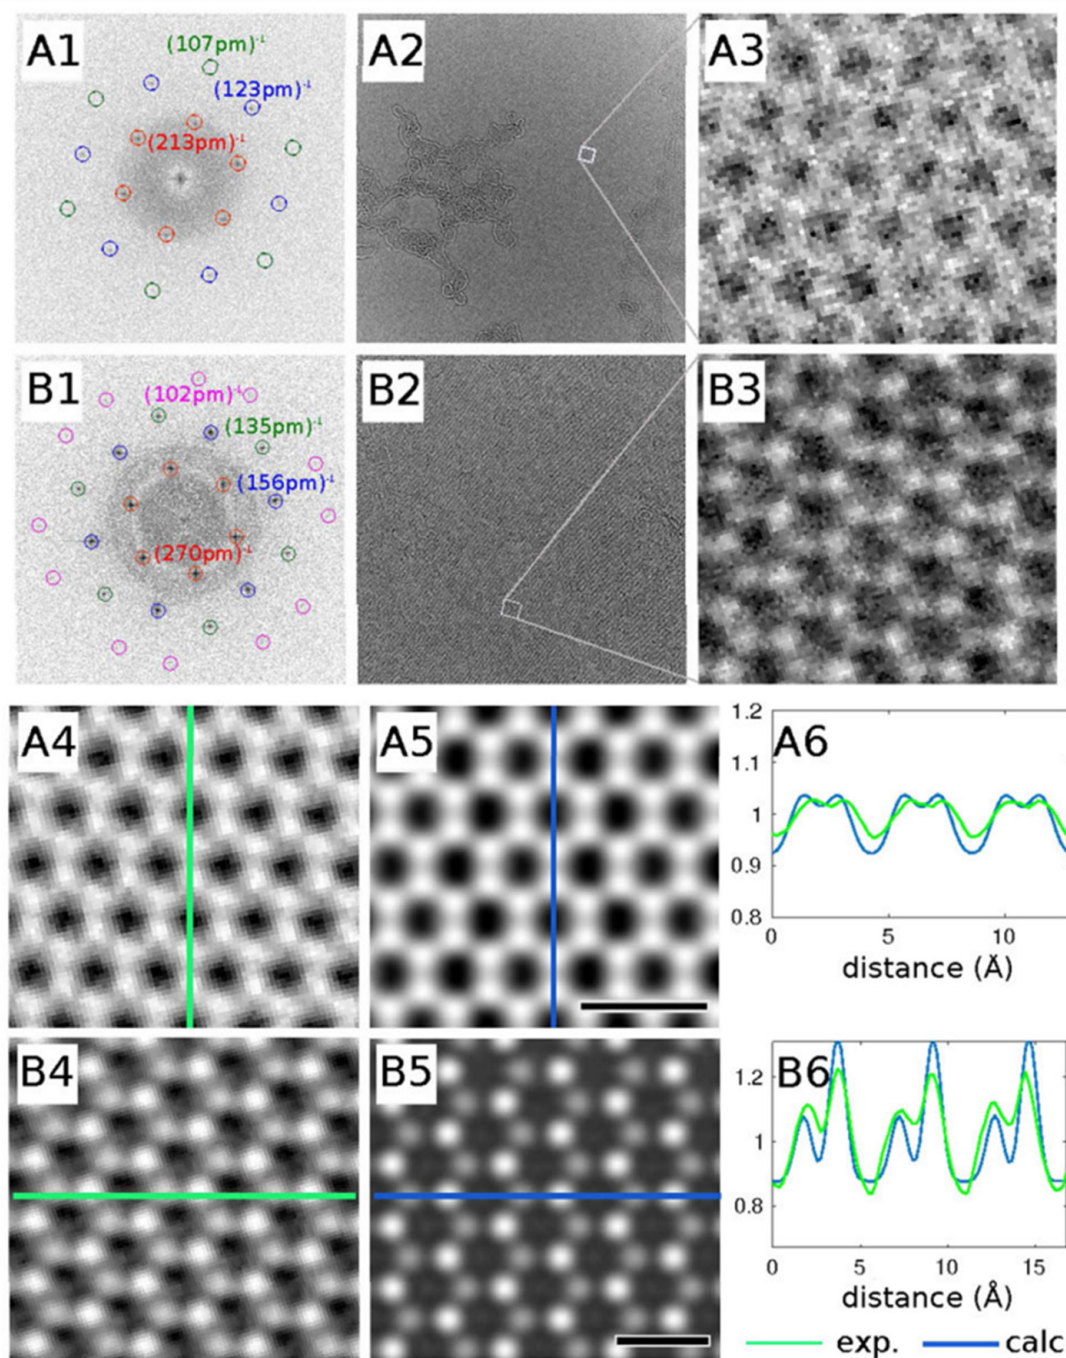 A1
(107pm)⁻¹
(123pm)⁻¹
(213pm)⁻¹
A2
A3
B1
(102pm)⁻¹
(135pm)⁻¹
(156pm)⁻¹
(270pm)⁻¹
B2
B3
A4
A5
A6
1.2
1.1
1
0.9
0.8
0 5 10
distance (Å)
B4
B5
B6
1.2
1
0.8
0 5 10 15
distance (Å)
exp. calc